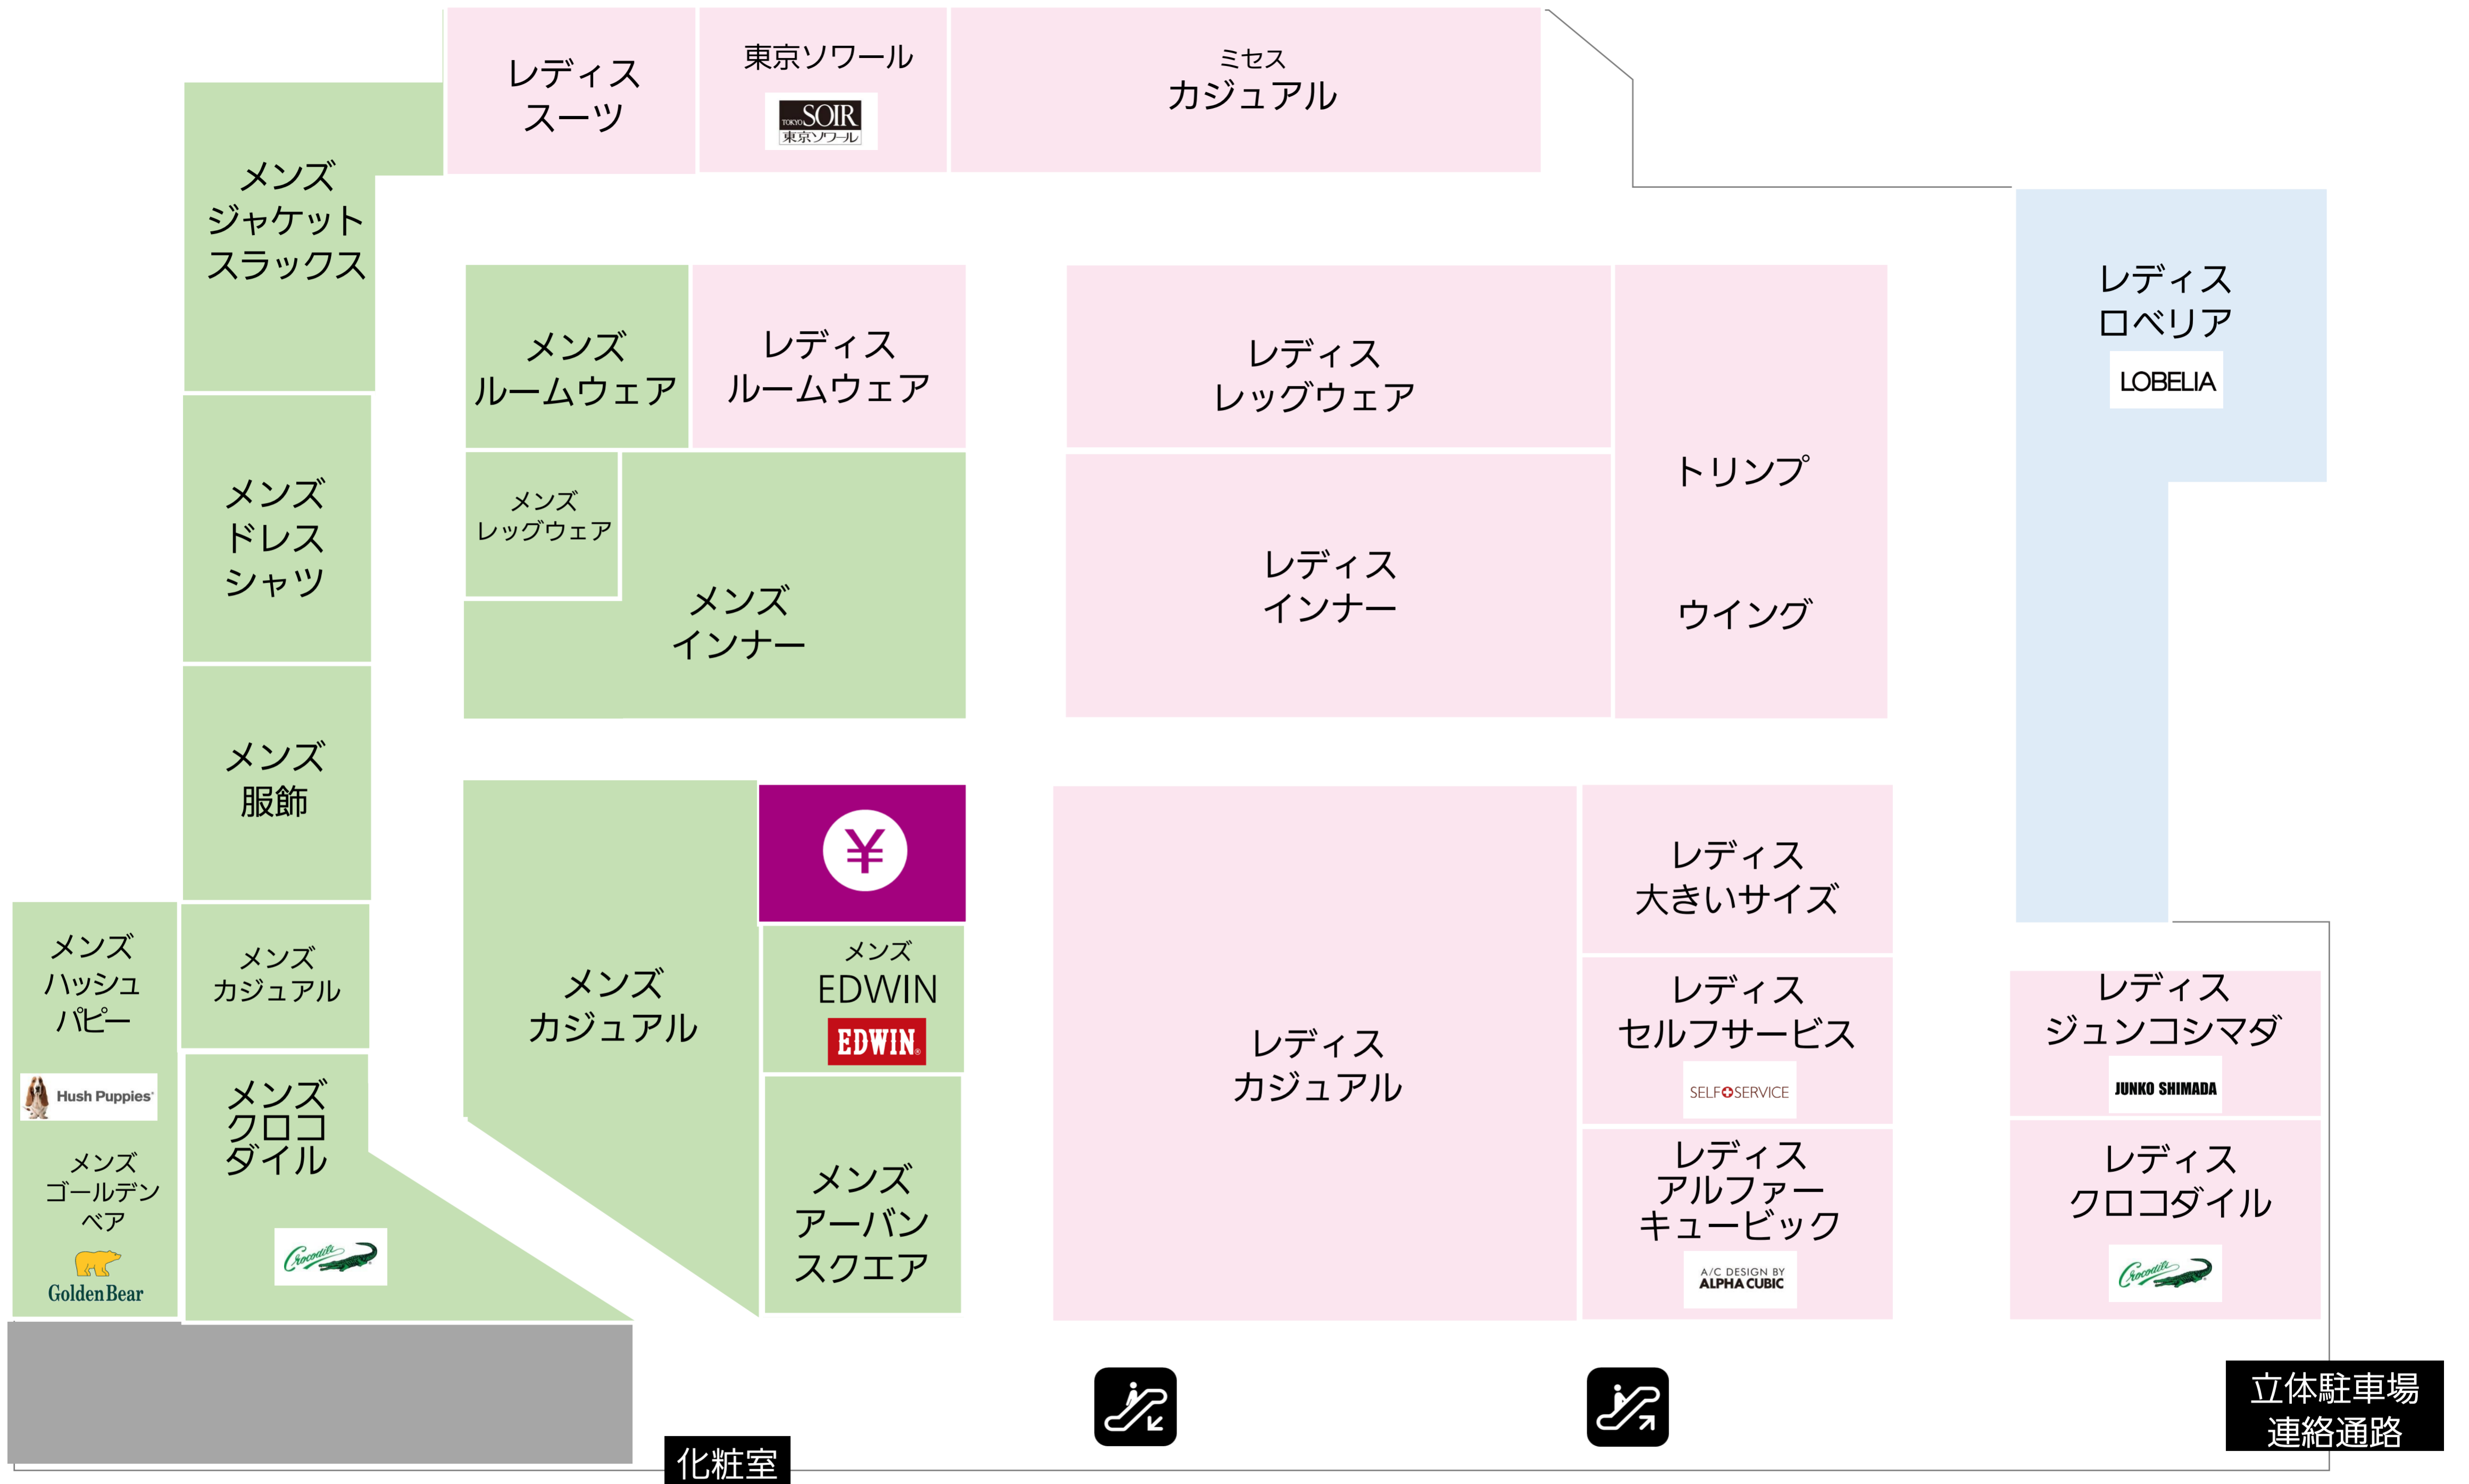 レディス
スーツ
東京ソワール
TOKYO SOIR
東京ソワール
ミセス
カジュアル
メンズ
ジャケット
スラックス
メンズ
ルームウェア
レディス
ルームウェア
レディス
レッグウェア
トリンプ
ウイング
レディス
ロベリア
LOBELIA
メンズ
ドレス
シャツ
メンズ
レッグウェア
メンズ
インナー
レディス
インナー
メンズ
服飾
¥
メンズ
ハッシュ
パピー
Hush Puppies
メンズ
ゴールデン
ベア
Golden Bear
メンズ
カジュアル
メンズ
クロコ
ダイル
Crocodile
メンズ
カジュアル
メンズ
EDWIN
EDWIN®
メンズ
アーバン
スクエア
レディス
カジュアル
レディス
大きいサイズ
レディス
セルフサービス
SELF+SERVICE
レディス
アルファー
キュービック
A/C DESIGN BY
ALPHA CUBIC
レディス
ジュンコシマダ
JUNKO SHIMADA
レディス
クロコダイル
Crocodile
化粧室
立体駐車場
連絡通路